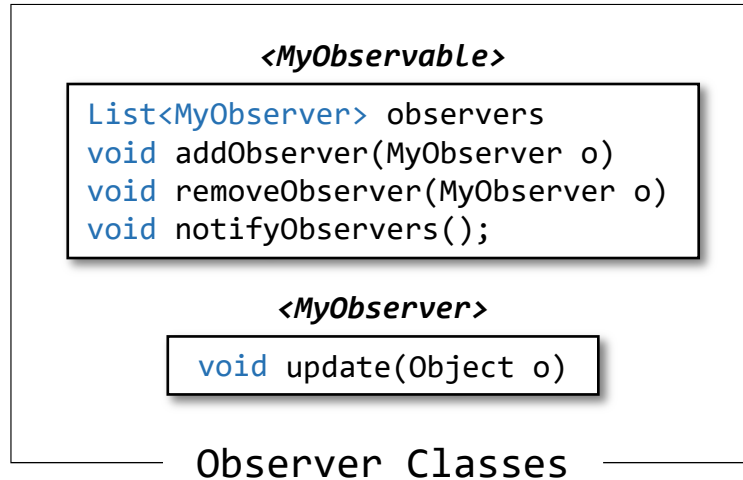 <MyObservable>
List<MyObserver> observers
void addObserver(MyObserver o)
void removeObserver(MyObserver o)
void notifyObservers();
<MyObserver>
void update(Object o)
Observer Classes